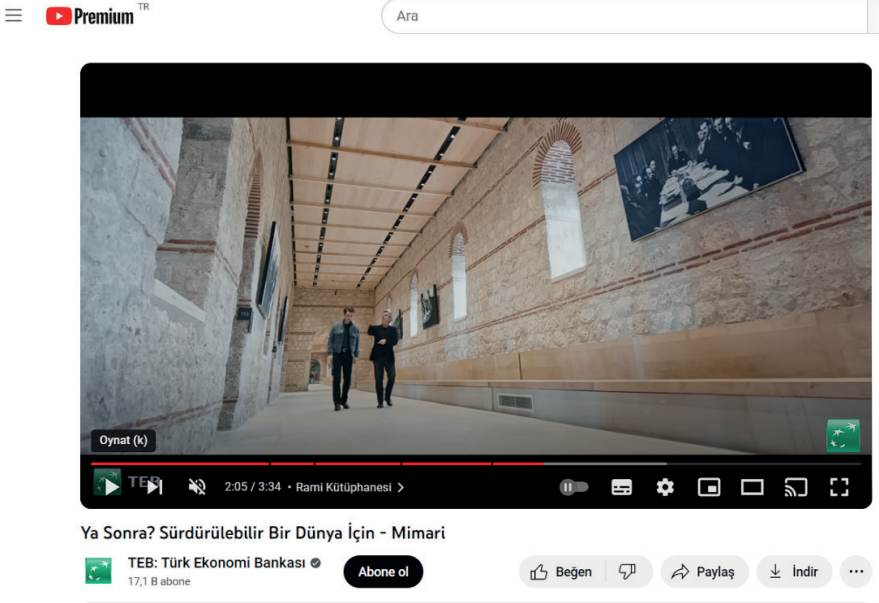 Premium TR
Ara
Oynat (k)
TEB
2:05 / 3:34 • Rami Kütüphanesi >
Ya Sonra? Sürdürülebilir Bir Dünya İçin - Mimari
TEB: Türk Ekonomi Bankası
17,1 B abone
Abone ol
Beğen
Paylaş
İndir